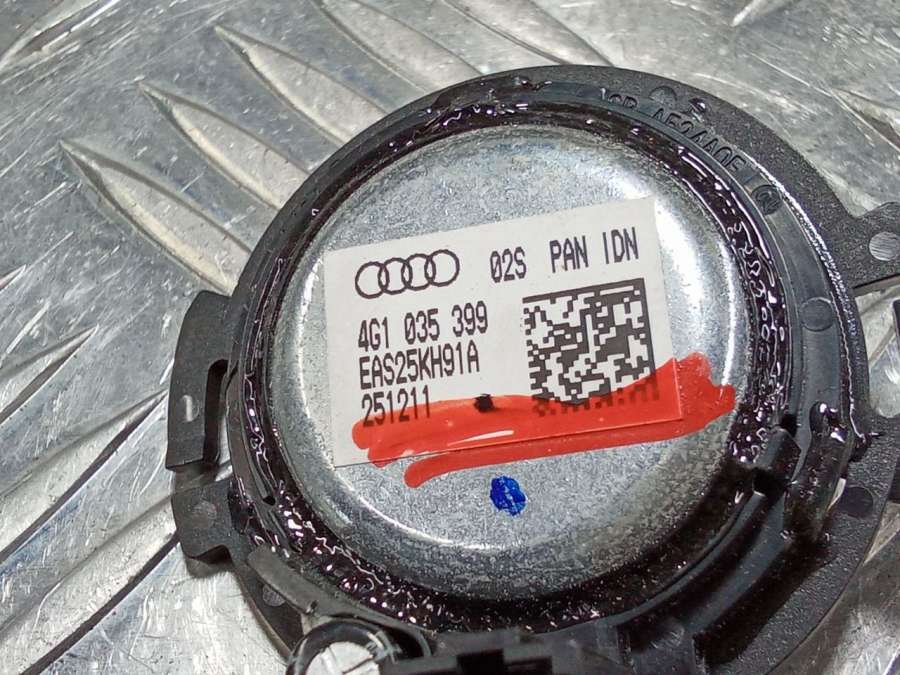 02S PAN IDN
4G1 035 399
EAS25KH91A
251211